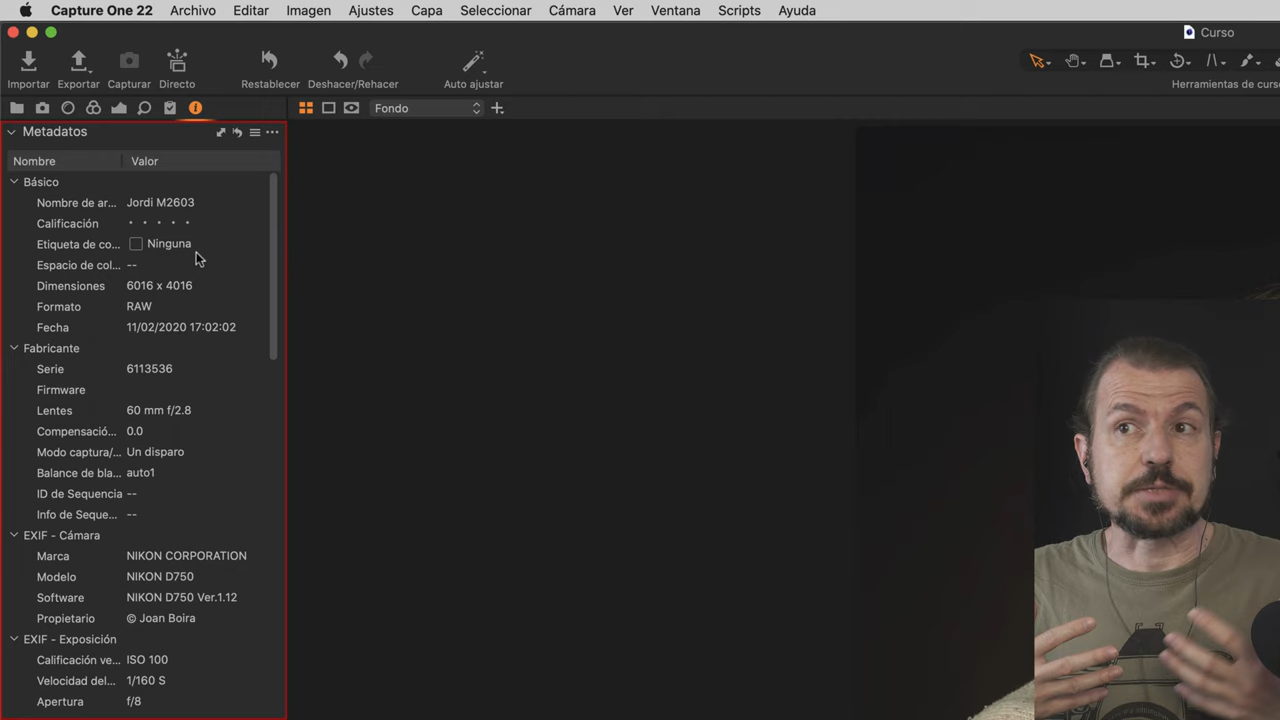 Capture One 22 Archivo Editar Imagen Ajustes Capa Seleccionar Cámara Ver Ventana Scripts Ayuda
Curso
Importar Exportar Capturar Directo Restablecer Deshacer/Rehacer Auto ajustar Herramientas de curs
Fondo
Metadatos
Nombre Valor
Básico
Nombre de ar... Jordi M2603
Calificación
Etiqueta de co... Ninguna
Espacio de col... --
Dimensiones 6016 x 4016
Formato RAW
Fecha 11/02/2020 17:02:02
Fabricante
Serie 6113536
Firmware
Lentes 60 mm f/2.8
Compensació... 0.0
Modo captura/... Un disparo
Balance de bla... auto1
ID de Sequencia --
Info de Seque... --
EXIF - Cámara
Marca NIKON CORPORATION
Modelo NIKON D750
Software NIKON D750 Ver.1.12
Propietario © Joan Boira
EXIF - Exposición
Calificación ve... ISO 100
Velocidad del... 1/160 S
Apertura f/8